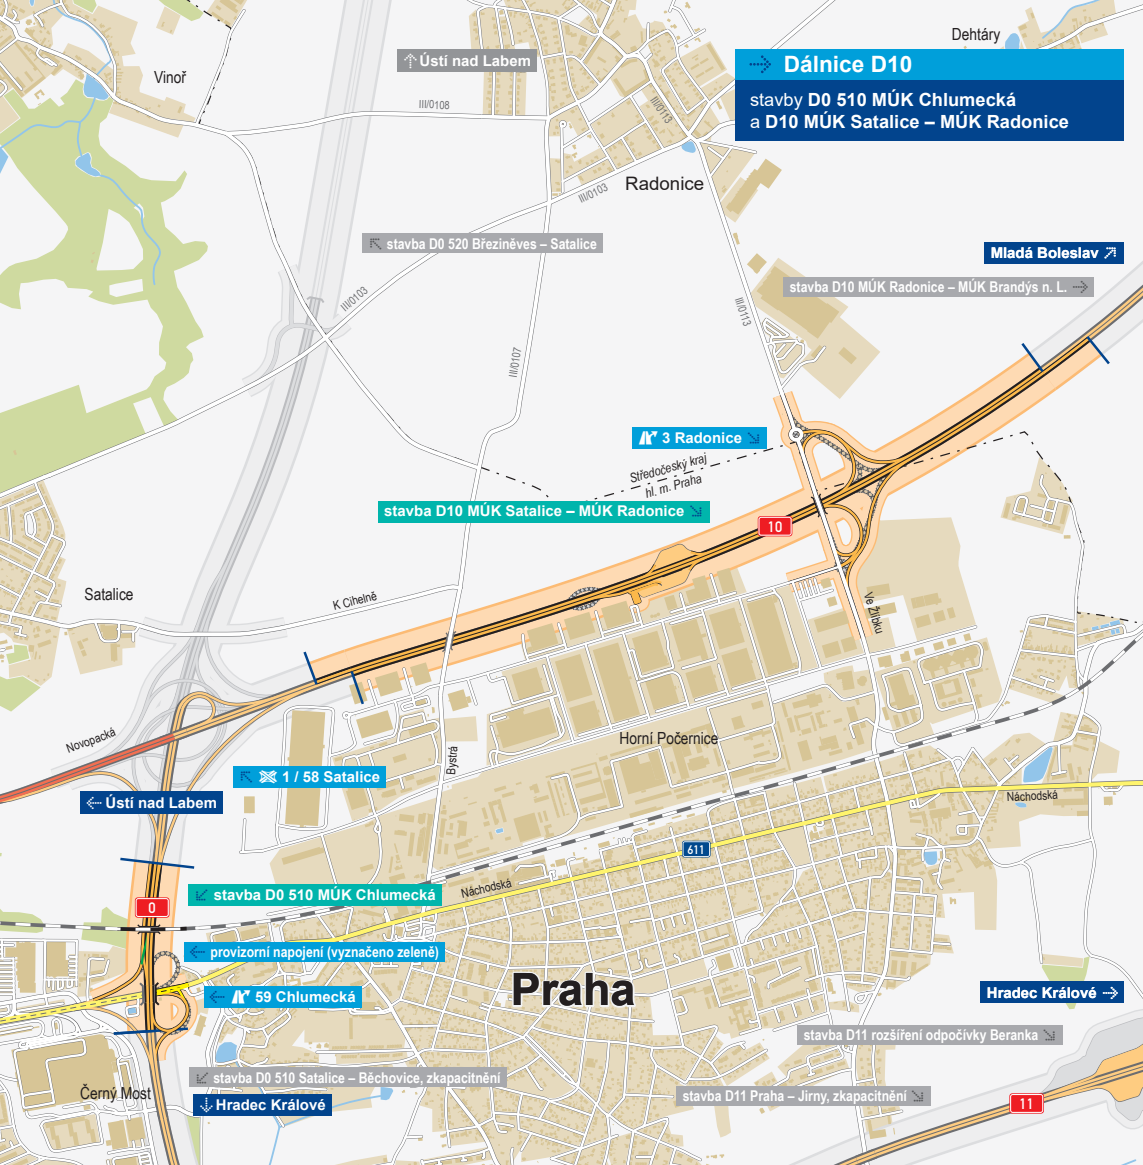 Dehtáry
Dálnice D10
stavby D0 510 MÚK Chlumecká
a D10 MÚK Satalice – MÚK Radonice
Ústí nad Labem
Vinoř
III/0108
III/0113
Radonice
III/0103
stavba D0 520 Březiněves – Satalice
Mladá Boleslav
stavba D10 MÚK Radonice – MÚK Brandýs n. L.
III/0103
III/0113
III/0107
3 Radonice
Středočeský kraj
hl. m. Praha
stavba D10 MÚK Satalice – MÚK Radonice
10
Satalice
K Cihelně
Ve Žlíbku
Novopacká
Horní Počernice
Bystrá
1 / 58 Satalice
Ústí nad Labem
Náchodská
611
Náchodská
stavba D0 510 MÚK Chlumecká
0
provizorní napojení (vyznačeno zeleně)
59 Chlumecká
Praha
Hradec Králové
stavba D11 rozšíření odpočívky Beranka
stavba D0 510 Satalice – Běchovice, zkapacitnění
Černý Most
Hradec Králové
stavba D11 Praha – Jirny, zkapacitnění
11